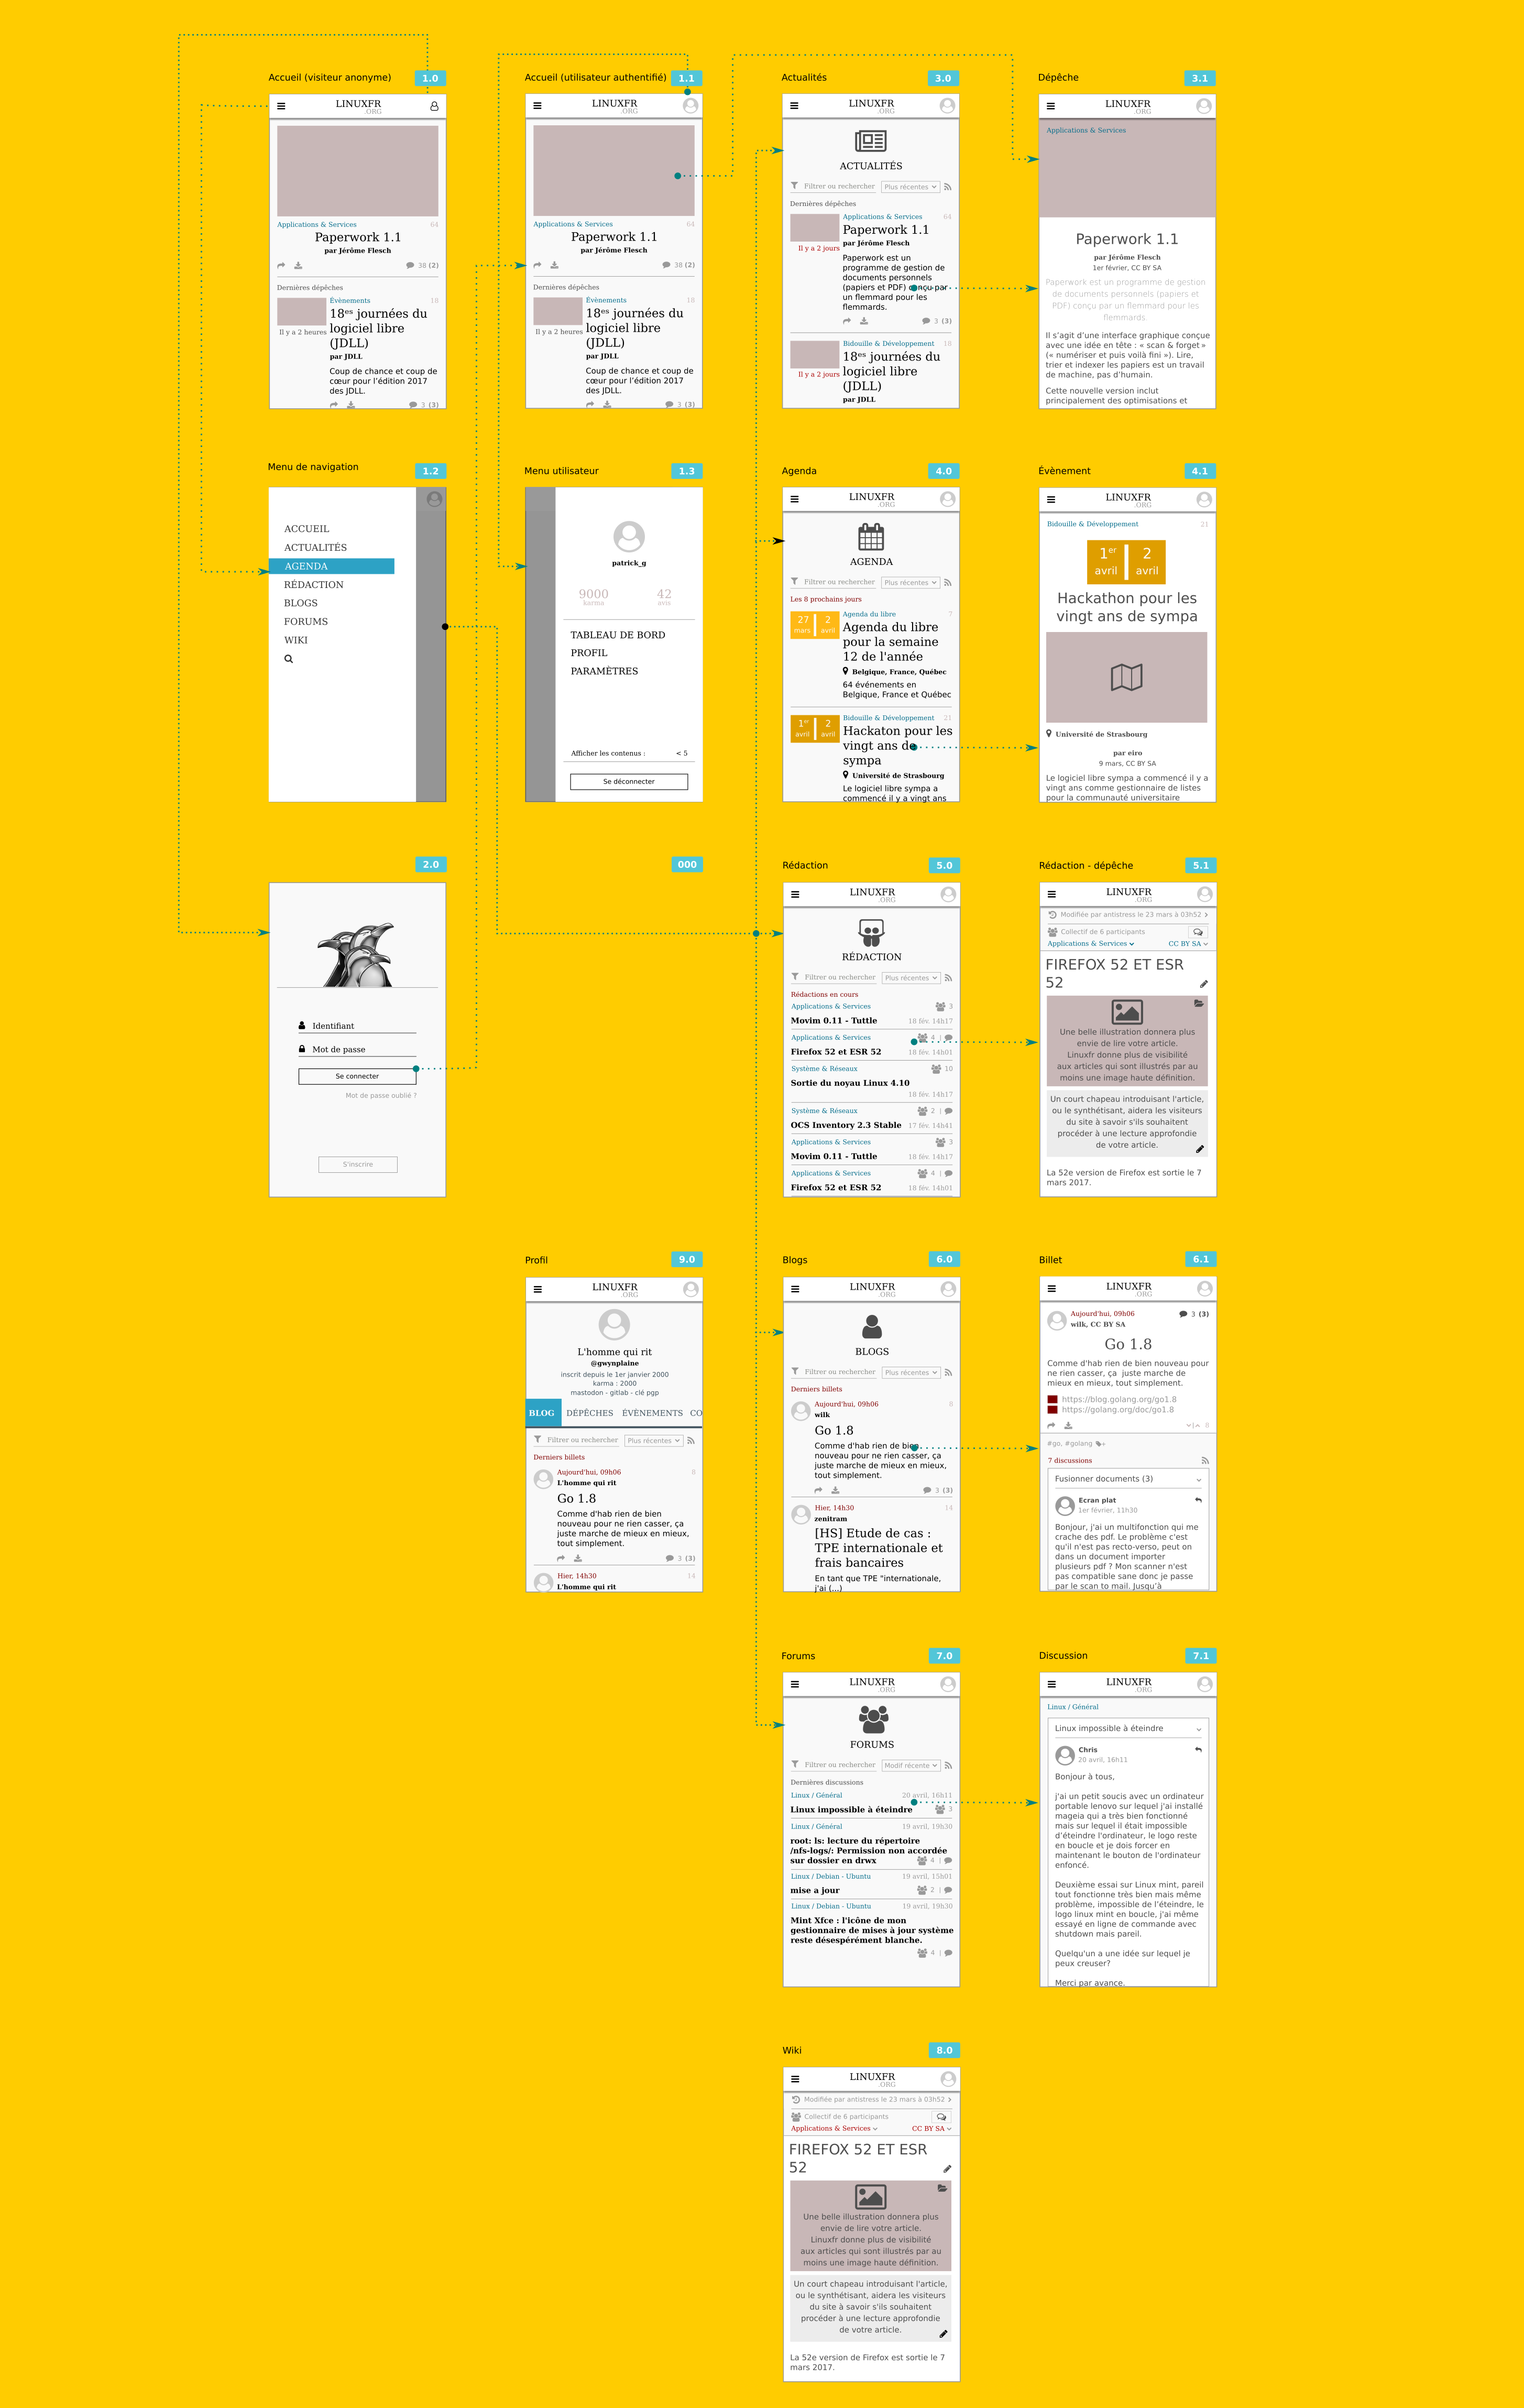 Accueil (visiteur anonyme)
1.0
LINUXFR
.ORG
Applications & Services
64
Paperwork 1.1
par Jérôme Flesch
38 (2)
Dernières dépêches
Évènements
18
Il y a 2 heures
18es journées du
logiciel libre
(JDLL)
par JDLL
Coup de chance et coup de
cœur pour l’édition 2017
des JDLL.
3 (3)
Accueil (utilisateur authentifié)
1.1
LINUXFR
.ORG
Applications & Services
64
Paperwork 1.1
par Jérôme Flesch
38 (2)
Dernières dépêches
Évènements
18
Il y a 2 heures
18es journées du
logiciel libre
(JDLL)
par JDLL
Coup de chance et coup de
cœur pour l’édition 2017
des JDLL.
3 (3)
Actualités
3.0
LINUXFR
.ORG
ACTUALITÉS
Filtrer ou rechercher
Plus récentes
Dernières dépêches
Applications & Services
64
Paperwork 1.1
Il y a 2 jours
par Jérôme Flesch
Paperwork est un
programme de gestion de
documents personnels
(papiers et PDF) conçu par
un flemmard pour les
flemmards.
3 (3)
Bidouille & Développement
18
18es journées du
logiciel libre
(JDLL)
Il y a 2 jours
par JDLL
Dépêche
3.1
LINUXFR
.ORG
Applications & Services
Paperwork 1.1
par Jérôme Flesch
1er février, CC BY SA
Paperwork est un programme de gestion
de documents personnels (papiers et
PDF) conçu par un flemmard pour les
flemmards.
Il s’agit d’une interface graphique conçue
avec une idée en tête : « scan & forget »
(« numériser et puis voilà fini »). Lire,
trier et indexer les papiers est un travail
de machine, pas d’humain.
Cette nouvelle version inclut
principalement des optimisations et
Menu de navigation
1.2
ACCUEIL
ACTUALITÉS
AGENDA
RÉDACTION
BLOGS
FORUMS
WIKI
Menu utilisateur
1.3
patrick_g
9000
karma
42
avis
TABLEAU DE BORD
PROFIL
PARAMÈTRES
Afficher les contenus :
< 5
Se déconnecter
Agenda
4.0
LINUXFR
.ORG
AGENDA
Filtrer ou rechercher
Plus récentes
Les 8 prochains jours
27
mars
2
avril
Agenda du libre
7
Agenda du libre
pour la semaine
12 de l'année
Belgique, France, Québec
64 événements en
Belgique, France et Québec
1er
avril
2
avril
Bidouille & Développement
21
Hackaton pour les
vingt ans de
sympa
Université de Strasbourg
Le logiciel libre sympa a
commencé il y a vingt ans
Évènement
4.1
LINUXFR
.ORG
Bidouille & Développement
21
1er
avril
2
avril
Hackathon pour les
vingt ans de sympa
Université de Strasbourg
par eiro
9 mars, CC BY SA
Le logiciel libre sympa a commencé il y a
vingt ans comme gestionnaire de listes
pour la communauté universitaire
2.0
Identifiant
Mot de passe
Se connecter
Mot de passe oublié ?
S'inscrire
000
Rédaction
5.0
LINUXFR
.ORG
RÉDACTION
Filtrer ou rechercher
Plus récentes
Rédactions en cours
Applications & Services
3
Movim 0.11 - Tuttle
18 fév. 14h17
Applications & Services
4 |
Firefox 52 et ESR 52
18 fév. 14h01
Système & Réseaux
10
Sortie du noyau Linux 4.10
18 fév. 14h17
Système & Réseaux
2 |
OCS Inventory 2.3 Stable
17 fév. 14h41
Applications & Services
3
Movim 0.11 - Tuttle
18 fév. 14h17
Applications & Services
4 |
Firefox 52 et ESR 52
18 fév. 14h01
Rédaction - dépêche
5.1
LINUXFR
.ORG
Modifiée par antistress le 23 mars à 03h52
Collectif de 6 participants
Applications & Services
CC BY SA
FIREFOX 52 ET ESR
52
Une belle illustration donnera plus
envie de lire votre article.
Linuxfr donne plus de visibilité
aux articles qui sont illustrés par au
moins une image haute définition.
Un court chapeau introduisant l'article,
ou le synthétisant, aidera les visiteurs
du site à savoir s'ils souhaitent
procéder à une lecture approfondie
de votre article.
La 52e version de Firefox est sortie le 7
mars 2017.
Profil
9.0
LINUXFR
.ORG
L'homme qui rit
@gwynplaine
inscrit depuis le 1er janvier 2000
karma : 2000
mastodon - gitlab - clé pgp
BLOG
DÉPÊCHES
ÉVÈNEMENTS
CO
Filtrer ou rechercher
Plus récentes
Derniers billets
Aujourd'hui, 09h06
8
L'homme qui rit
Go 1.8
Comme d'hab rien de bien
nouveau pour ne rien casser, ça
juste marche de mieux en mieux,
tout simplement.
3 (3)
Hier, 14h30
14
L'homme qui rit
Blogs
6.0
LINUXFR
.ORG
BLOGS
Filtrer ou rechercher
Plus récentes
Derniers billets
Aujourd'hui, 09h06
8
wilk
Go 1.8
Comme d'hab rien de bien
nouveau pour ne rien casser, ça
juste marche de mieux en mieux,
tout simplement.
3 (3)
Hier, 14h30
14
zenitram
[HS] Etude de cas :
TPE internationale et
frais bancaires
En tant que TPE "internationale,
j'ai (...)
Billet
6.1
LINUXFR
.ORG
Aujourd'hui, 09h06
3 (3)
wilk, CC BY SA
Go 1.8
Comme d'hab rien de bien nouveau pour
ne rien casser, ça juste marche de
mieux en mieux, tout simplement.
https://blog.golang.org/go1.8
https://golang.org/doc/go1.8
8
#go, #golang
7 discussions
Fusionner documents (3)
Ecran plat
1er février, 11h30
Bonjour, j'ai un multifonction qui me
crache des pdf. Le problème c'est
qu'il n'est pas recto-verso, peut on
dans un document importer
plusieurs pdf ? Mon scanner n'est
pas compatible sane donc je passe
par le scan to mail. Jusqu'à
Forums
7.0
LINUXFR
.ORG
FORUMS
Filtrer ou rechercher
Modif récente
Dernières discussions
Linux / Général
20 avril, 16h11
Linux impossible à éteindre
3
Linux / Général
19 avril, 19h30
root: ls: lecture du répertoire
/nfs-logs/: Permission non accordée
sur dossier en drwx
4 |
Linux / Debian - Ubuntu
19 avril, 15h01
mise a jour
2 |
Linux / Debian - Ubuntu
19 avril, 19h30
Mint Xfce : l'icône de mon
gestionnaire de mises à jour système
reste désespérément blanche.
4 |
Discussion
7.1
LINUXFR
.ORG
Linux / Général
Linux impossible à éteindre
Chris
20 avril, 16h11
Bonjour à tous,
j'ai un petit soucis avec un ordinateur
portable lenovo sur lequel j'ai installé
mageia qui a très bien fonctionné
mais sur lequel il était impossible
d’éteindre l'ordinateur, le logo reste
en boucle et je dois forcer en
maintenant le bouton de l'ordinateur
enfoncé.
Deuxième essai sur Linux mint, pareil
tout fonctionne très bien mais même
problème, impossible de l’éteindre, le
logo linux mint en boucle, j'ai même
essayé en ligne de commande avec
shutdown mais pareil.
Quelqu'un a une idée sur lequel je
peux creuser?
Merci par avance.
Wiki
8.0
LINUXFR
.ORG
Modifiée par antistress le 23 mars à 03h52
Collectif de 6 participants
Applications & Services
CC BY SA
FIREFOX 52 ET ESR
52
Une belle illustration donnera plus
envie de lire votre article.
Linuxfr donne plus de visibilité
aux articles qui sont illustrés par au
moins une image haute définition.
Un court chapeau introduisant l'article,
ou le synthétisant, aidera les visiteurs
du site à savoir s'ils souhaitent
procéder à une lecture approfondie
de votre article.
La 52e version de Firefox est sortie le 7
mars 2017.